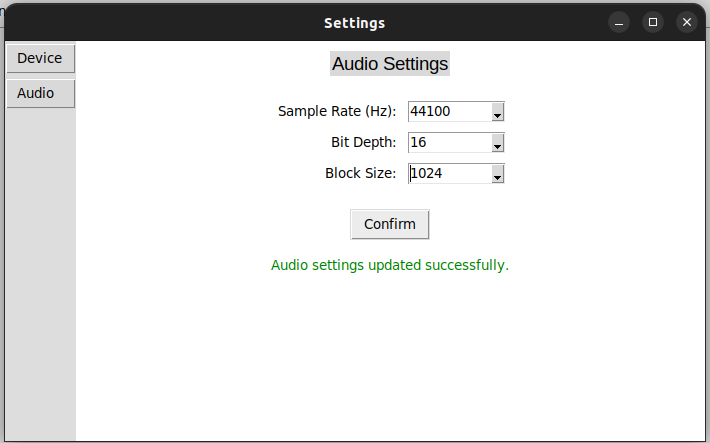 Settings
Device
Audio
Audio Settings
Sample Rate (Hz): 44100
Bit Depth: 16
Block Size: 1024
Confirm
Audio settings updated successfully.